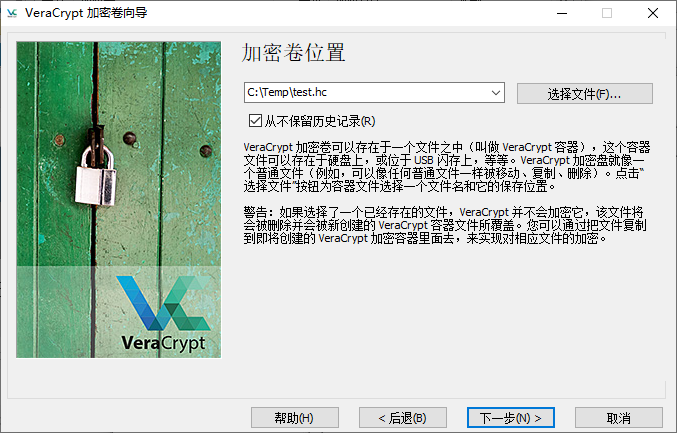 VeraCrypt 加密卷向导
加密卷位置
C:\Temp\test.hc
选择文件(F)...
从不保留历史记录(R)
VeraCrypt 加密卷可以存在于一个文件之中（叫做 VeraCrypt 容器），这个容器
文件可以存在于硬盘上，或位于 USB 闪存上，等等。VeraCrypt 加密盘就像一
个普通文件（例如，可以像任何普通文件一样被移动、复制、删除）。点击“
选择文件”按钮为容器文件选择一个文件名和它的保存位置。
警告：如果选择了一个已经存在的文件，VeraCrypt 并不会加密它，该文件将
会被删除并会被新创建的 VeraCrypt 容器文件所覆盖。您可以通过把文件复制
到即将创建的 VeraCrypt 加密容器里面去，来实现对相应文件的加密。
VeraCrypt
帮助(H)
< 后退(B)
下一步(N) >
取消